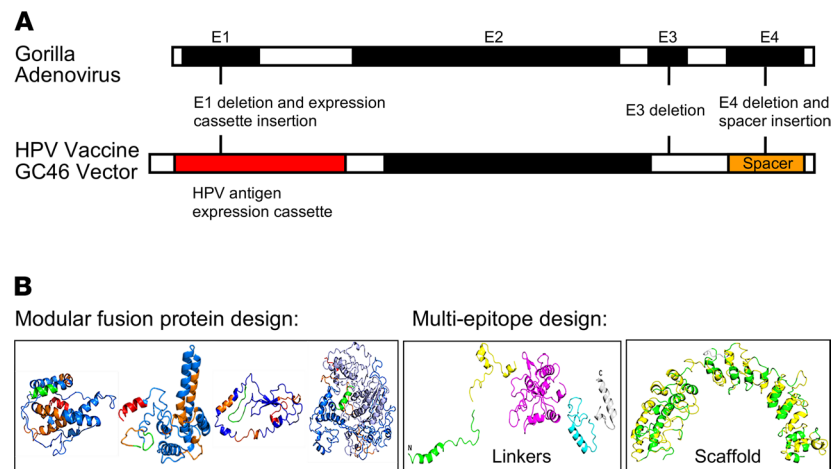 A
E1 E2 E3 E4
Gorilla
Adenovirus
E1 deletion and expression
cassette insertion
E3 deletion
E4 deletion and
spacer insertion
HPV Vaccine
GC46 Vector
Spacer
HPV antigen
expression cassette
B
Modular fusion protein design:
Multi-epitope design:
C
N
Linkers
Scaffold